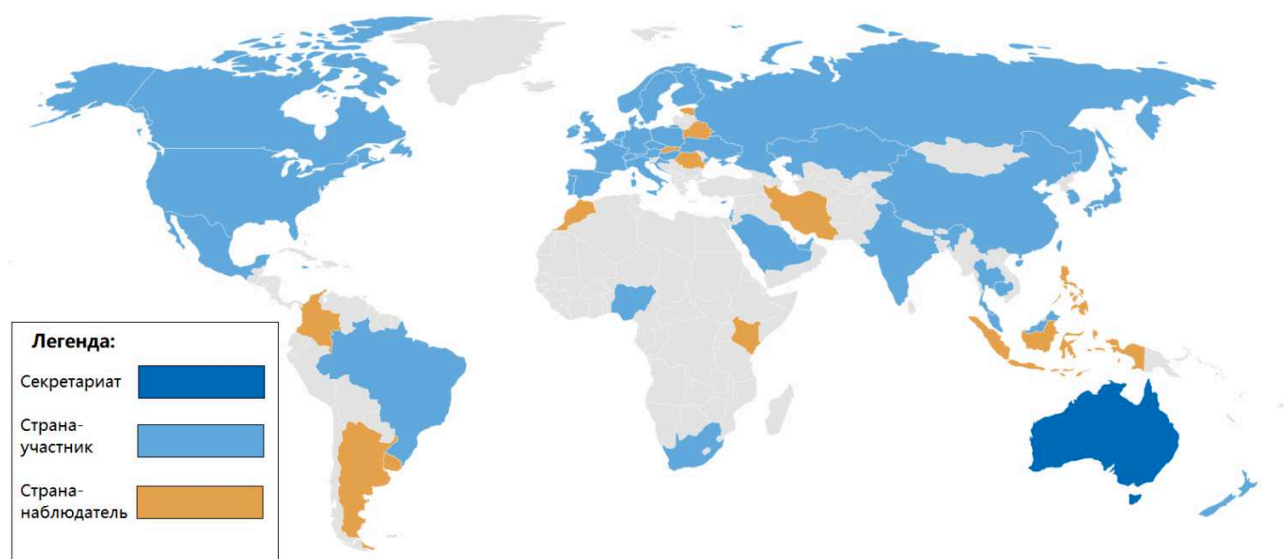 Легенда:
Секретариат
Страна-
участник
Страна-
наблюдатель